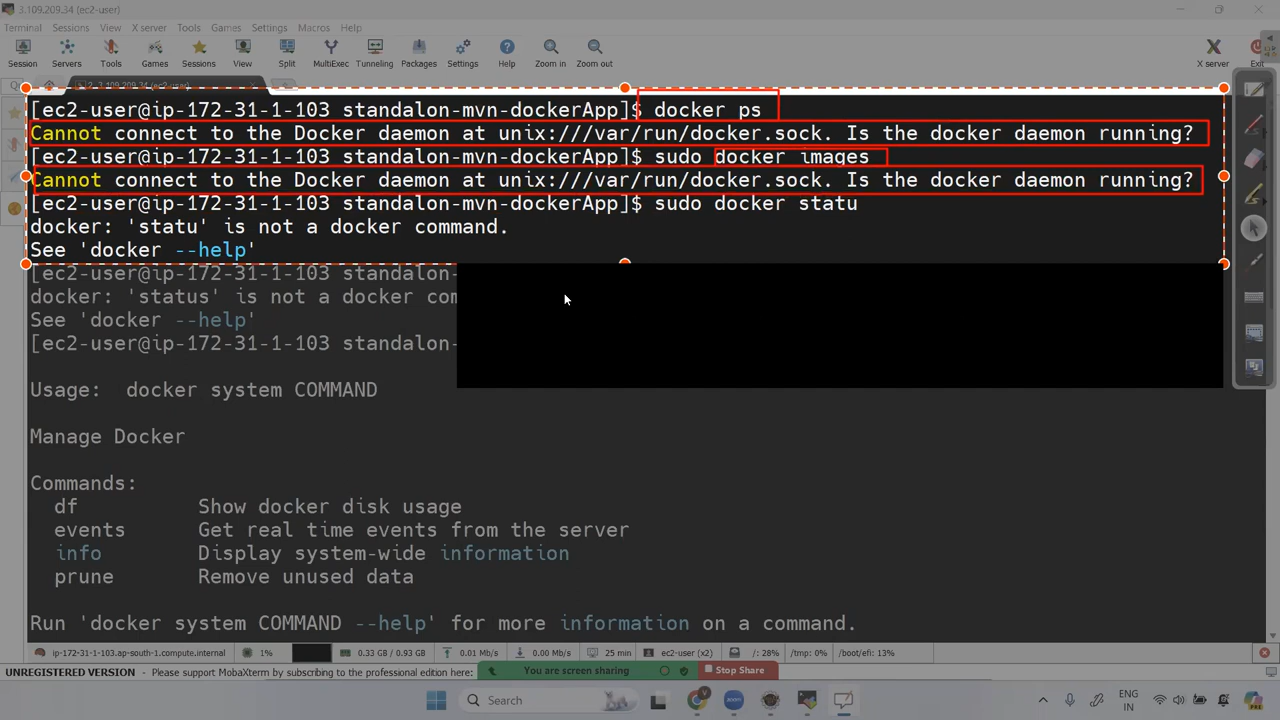 3.109.209.34 (ec2-user)
Terminal Sessions View X server Tools Games Settings Macros Help
Session Servers Tools Games Sessions View Split MultiExec Tunneling Packages Settings Help Zoom in Zoom out X server Exit
2. 3.109.209.34 (ec2-user)
[ec2-user@ip-172-31-1-103 standalon-mvn-dockerApp]$ docker ps
Cannot connect to the Docker daemon at unix:///var/run/docker.sock. Is the docker daemon running?
[ec2-user@ip-172-31-1-103 standalon-mvn-dockerApp]$ sudo docker images
Cannot connect to the Docker daemon at unix:///var/run/docker.sock. Is the docker daemon running?
[ec2-user@ip-172-31-1-103 standalon-mvn-dockerApp]$ sudo docker statu
docker: 'statu' is not a docker command.
See 'docker --help'
[ec2-user@ip-172-31-1-103 standalon-
docker: 'status' is not a docker com
See 'docker --help'
[ec2-user@ip-172-31-1-103 standalon-
Usage: docker system COMMAND
Manage Docker
Commands:
df Show docker disk usage
events Get real time events from the server
info Display system-wide information
prune Remove unused data
Run 'docker system COMMAND --help' for more information on a command.
ip-172-31-1-103.ap-south-1.compute.internal 1% 0.33 GB / 0.93 GB 0.01 Mb/s 0.00 Mb/s 25 min ec2-user (x2) /: 28% /tmp: 0% /boot/efi: 13%
UNREGISTERED VERSION - Please support MobaXterm by subscribing to the professional edition here:
You are screen sharing Stop Share
Search
ENG
IN